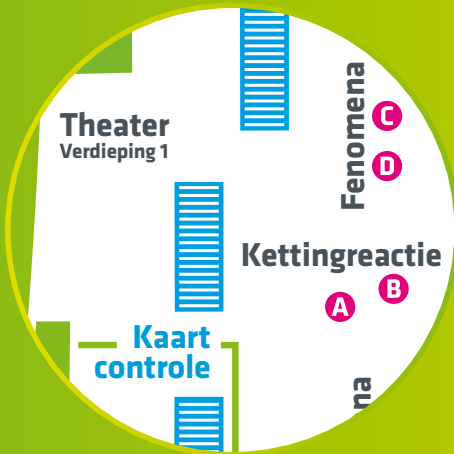 Theater
Verdieping 1
Fenomena
C
D
Kettingreactie
B
A
Kaart
controle
na